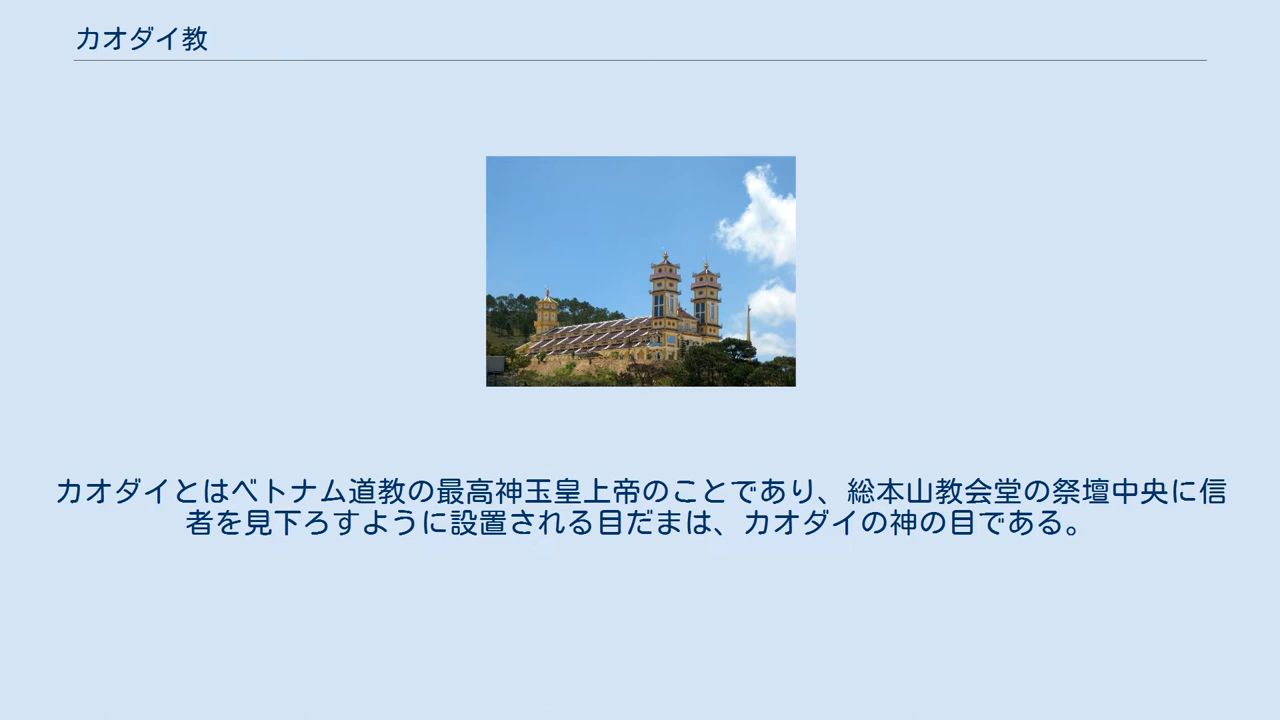 カオダイ教
カオダイとはベトナム道教の最高神玉皇上帝のことであり、総本山教会堂の祭壇中央に信
者を見下ろすように設置される目だまは、カオダイの神の目である。